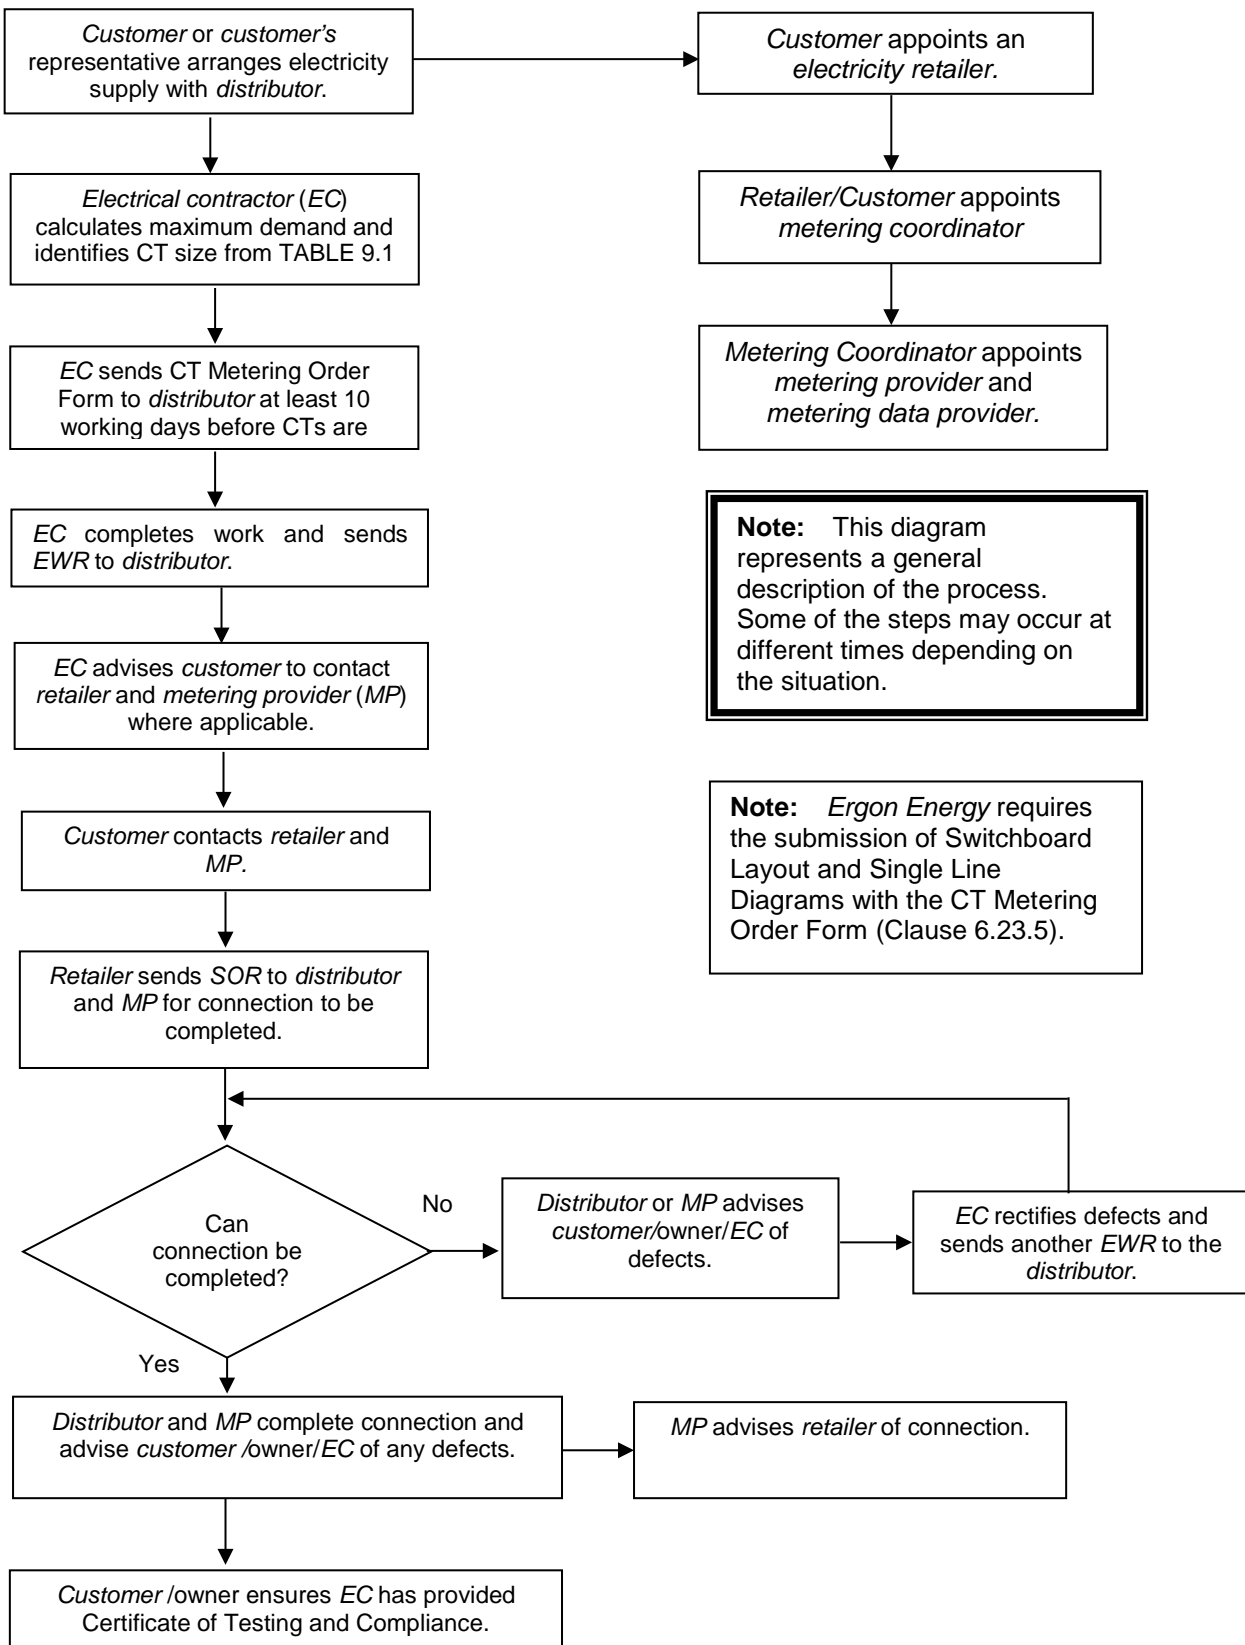 Customer or customer's
representative arranges electricity
supply with distributor.
Customer appoints an
electricity retailer.
Electrical contractor (EC)
calculates maximum demand and
identifies CT size from TABLE 9.1
Retailer/Customer appoints
metering coordinator
EC sends CT Metering Order
Form to distributor at least 10
working days before CTs are
Metering Coordinator appoints
metering provider and
metering data provider.
EC completes work and sends
EWR to distributor.
Note: This diagram
represents a general
description of the process.
Some of the steps may occur at
different times depending on
the situation.
EC advises customer to contact
retailer and metering provider (MP)
where applicable.
Customer contacts retailer and
MP.
Note: Ergon Energy requires
the submission of Switchboard
Layout and Single Line
Diagrams with the CT Metering
Order Form (Clause 6.23.5).
Retailer sends SOR to distributor
and MP for connection to be
completed.
Can
connection be
completed?
No
Distributor or MP advises
customer/owner/EC of
defects.
EC rectifies defects and
sends another EWR to the
distributor.
Yes
Distributor and MP complete connection and
advise customer /owner/EC of any defects.
MP advises retailer of connection.
Customer /owner ensures EC has provided
Certificate of Testing and Compliance.